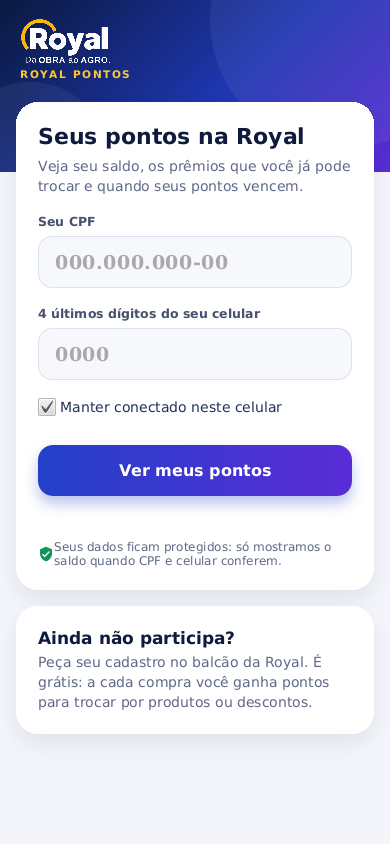 Royal
Da OBRA ao AGRO.
ROYAL PONTOS
Seus pontos na Royal
Veja seu saldo, os prêmios que você já pode
trocar e quando seus pontos vencem.
Seu CPF
000.000.000-00
4 últimos dígitos do seu celular
0000
Manter conectado neste celular
Ver meus pontos
Seus dados ficam protegidos: só mostramos o
saldo quando CPF e celular conferem.
Ainda não participa?
Peça seu cadastro no balcão da Royal. É
grátis: a cada compra você ganha pontos
para trocar por produtos ou descontos.